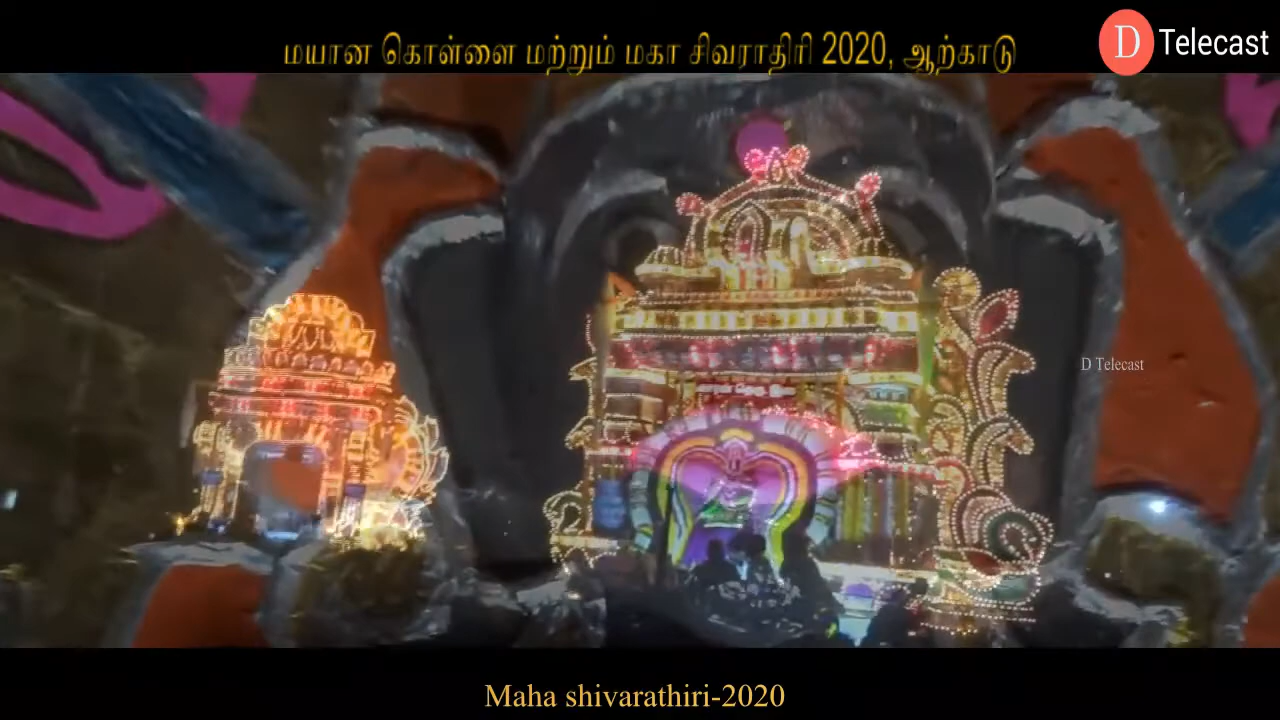 மயான கொள்ளை மற்றும் மகா சிவராதிரி 2020, ஆற்காடு
D Telecast
D Telecast
Maha shivarathiri-2020